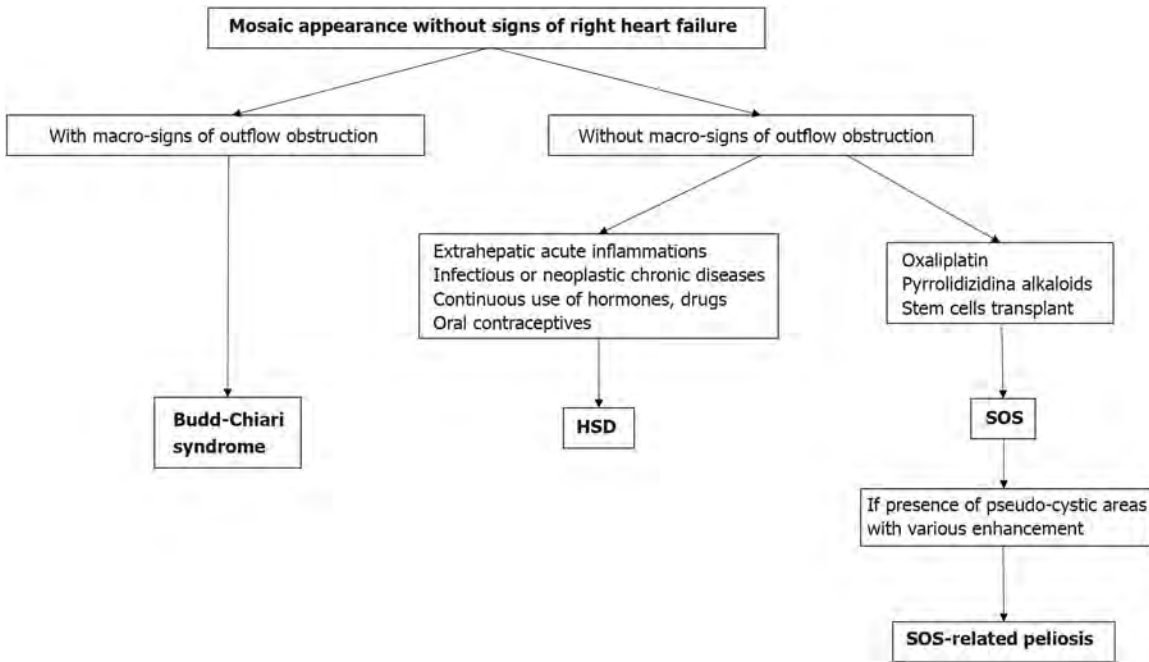 Mosaic appearance without signs of right heart failure
With macro-signs of outflow obstruction
Without macro-signs of outflow obstruction
Extrahepatic acute inflammations
Infectious or neoplastic chronic diseases
Continuous use of hormones, drugs
Oral contraceptives
Oxaliplatin
Pyrrolidizidina alkaloids
Stem cells transplant
Budd-Chiari
syndrome
HSD
SOS
If presence of pseudo-cystic areas
with various enhancement
SOS-related peliosis